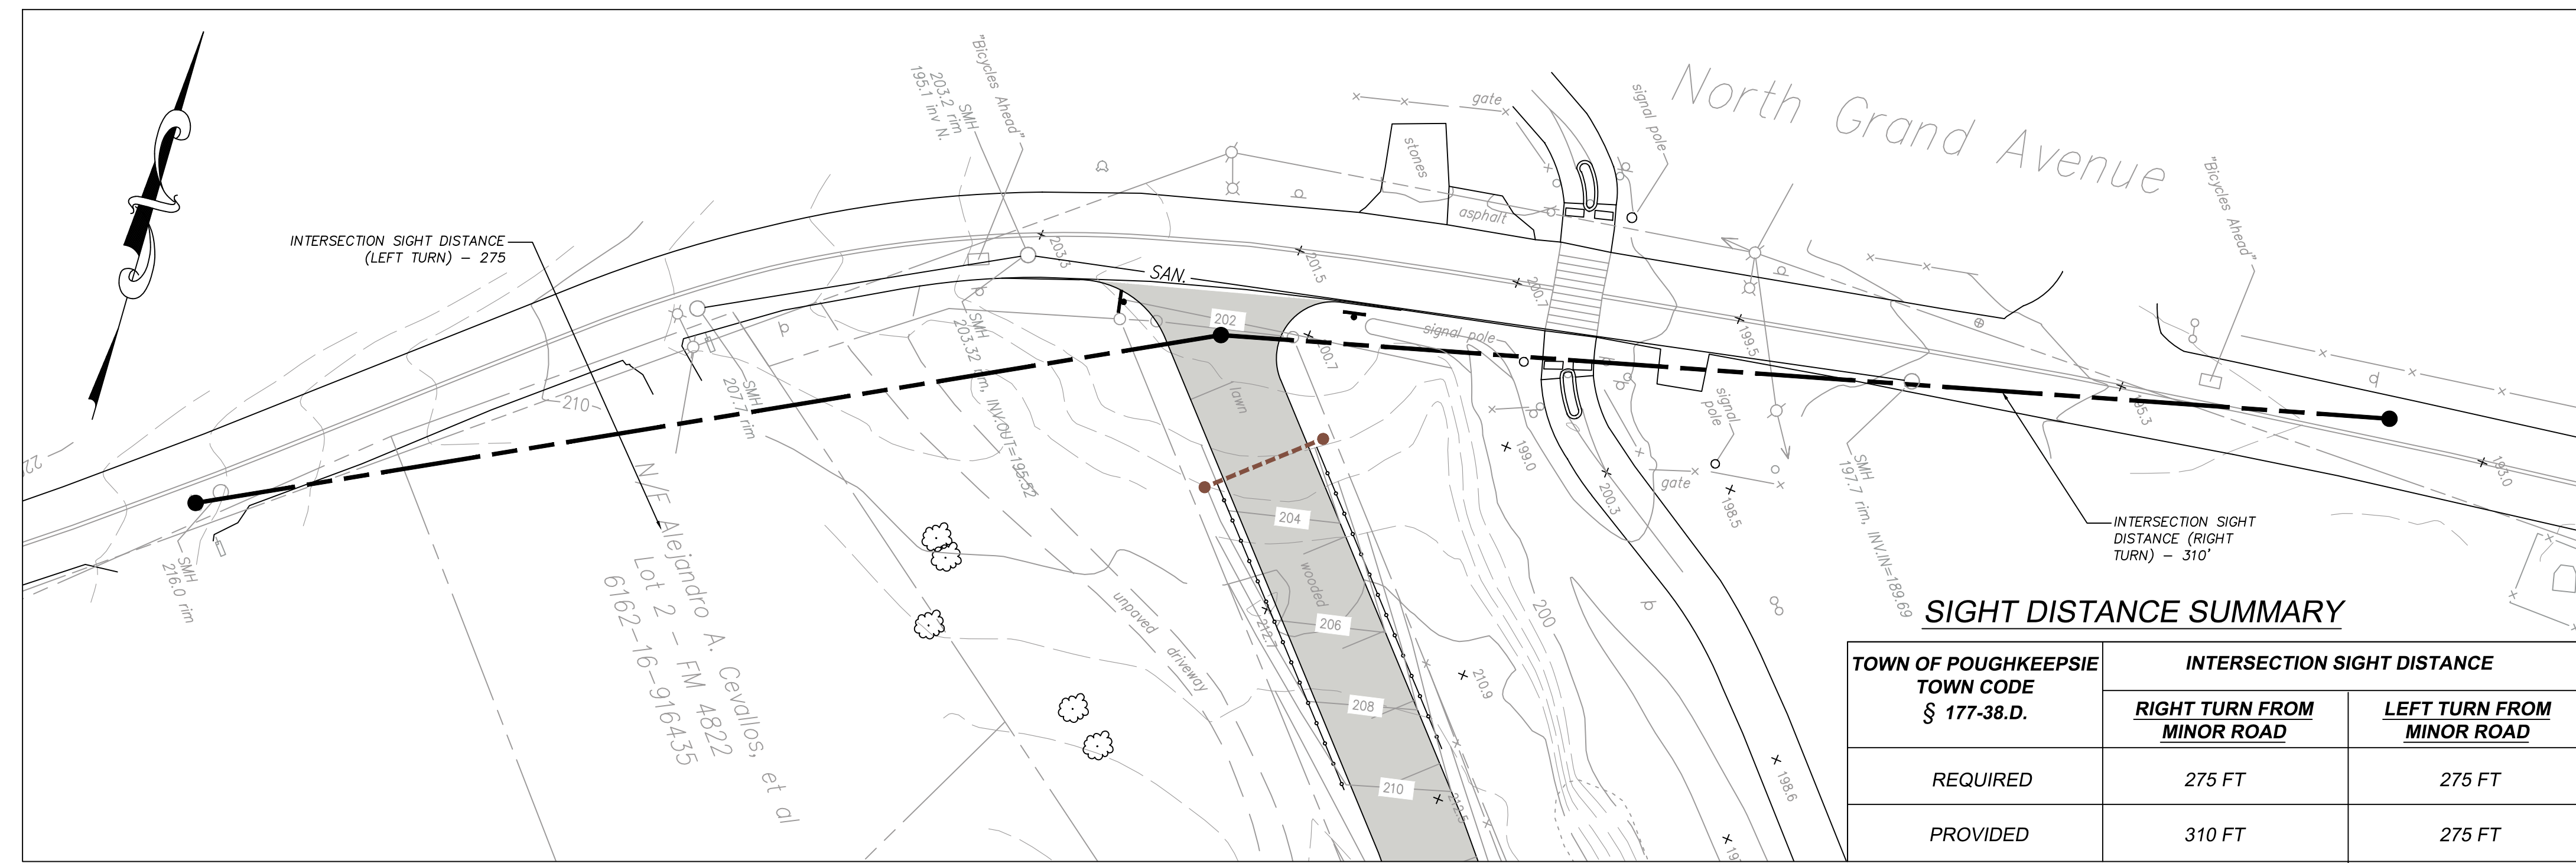 North Grand Avenue
"Bicycles Ahead"
SMH
203.2 rim
195.1 inv N.
gate
signal pole
stones
asphalt
"Bicycles Ahead"
INTERSECTION SIGHT DISTANCE
(LEFT TURN) – 275
203.3
201.5
200.7
199.5
195.3
193.0
SAN.
202
signal pole
200.7
SMH
203.32 rim, INV.OUT=195.52
SMH
207.7 rim
210
22
SMH
216.0 rim
lawn
199.0
200.3
gate
signal
pole
198.5
SMH
197.7 rim, INV.IN=189.69
INTERSECTION SIGHT
DISTANCE (RIGHT
TURN) – 310'
N/F Alejandro A. Cevallos, et al
Lot 2 - FM 4822
6162-16-916435
unpaved
driveway
204
wooded
206
212.7
208
210
212.5
200
210.9
198.6
197
SIGHT DISTANCE SUMMARY
TOWN OF POUGHKEEPSIE
TOWN CODE
§ 177-38.D.
INTERSECTION SIGHT DISTANCE
RIGHT TURN FROM
MINOR ROAD
LEFT TURN FROM
MINOR ROAD
REQUIRED
275 FT
275 FT
PROVIDED
310 FT
275 FT